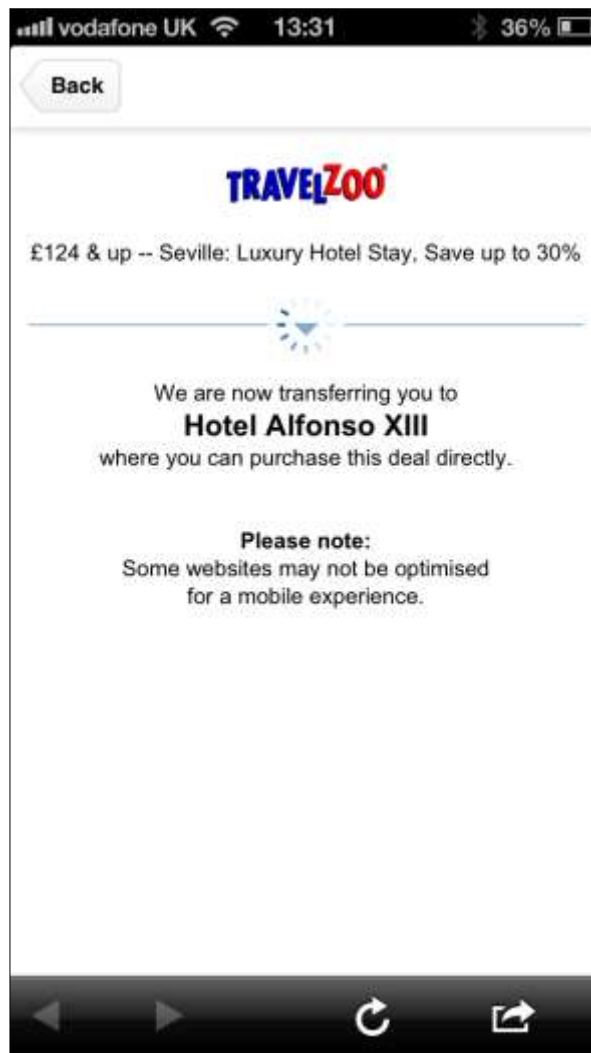 vodafone UK 13:31 36%
Back
TRAVELZOO
£124 & up -- Seville: Luxury Hotel Stay, Save up to 30%
We are now transferring you to
Hotel Alfonso XIII
where you can purchase this deal directly.
Please note:
Some websites may not be optimised
for a mobile experience.